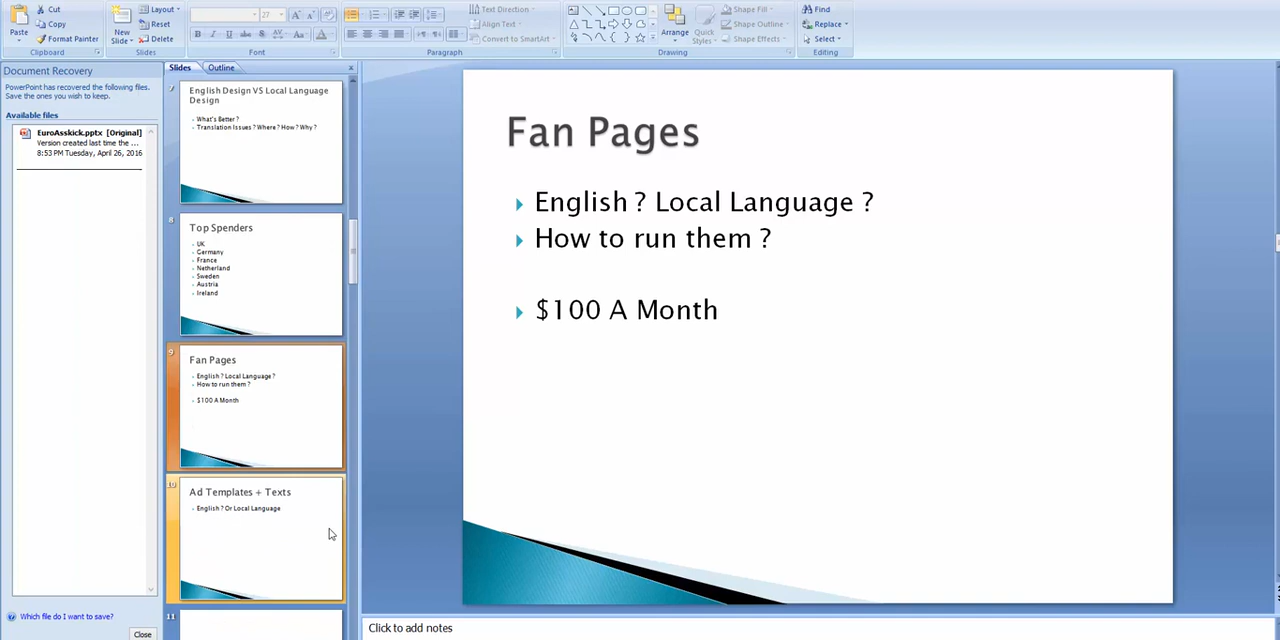 Cut
Copy
Format Painter
Paste
Clipboard
New
Slide
Layout
Reset
Delete
Slides
27
Font
Paragraph
Text Direction
Align Text
Convert to SmartArt
Arrange
Quick
Styles
Shape Fill
Shape Outline
Shape Effects
Drawing
Find
Replace
Select
Editing
Document Recovery
PowerPoint has recovered the following files.
Save the ones you wish to keep.
Available files
EuroAsskick.pptx [Original]
Version created last time the ...
8:53 PM Tuesday, April 26, 2016
Which file do I want to save?
Close
Slides
Outline
7
English Design VS Local Language
Design
What's Better ?
Translation Issues ? Where ? How ? Why ?
8
Top Spenders
UK
Germany
France
Netherland
Sweden
Austria
Ireland
9
Fan Pages
English ? Local Language ?
How to run them ?
$100 A Month
10
Ad Templates + Texts
English ? Or Local Language
11
Fan Pages
English ? Local Language ?
How to run them ?
$100 A Month
Click to add notes